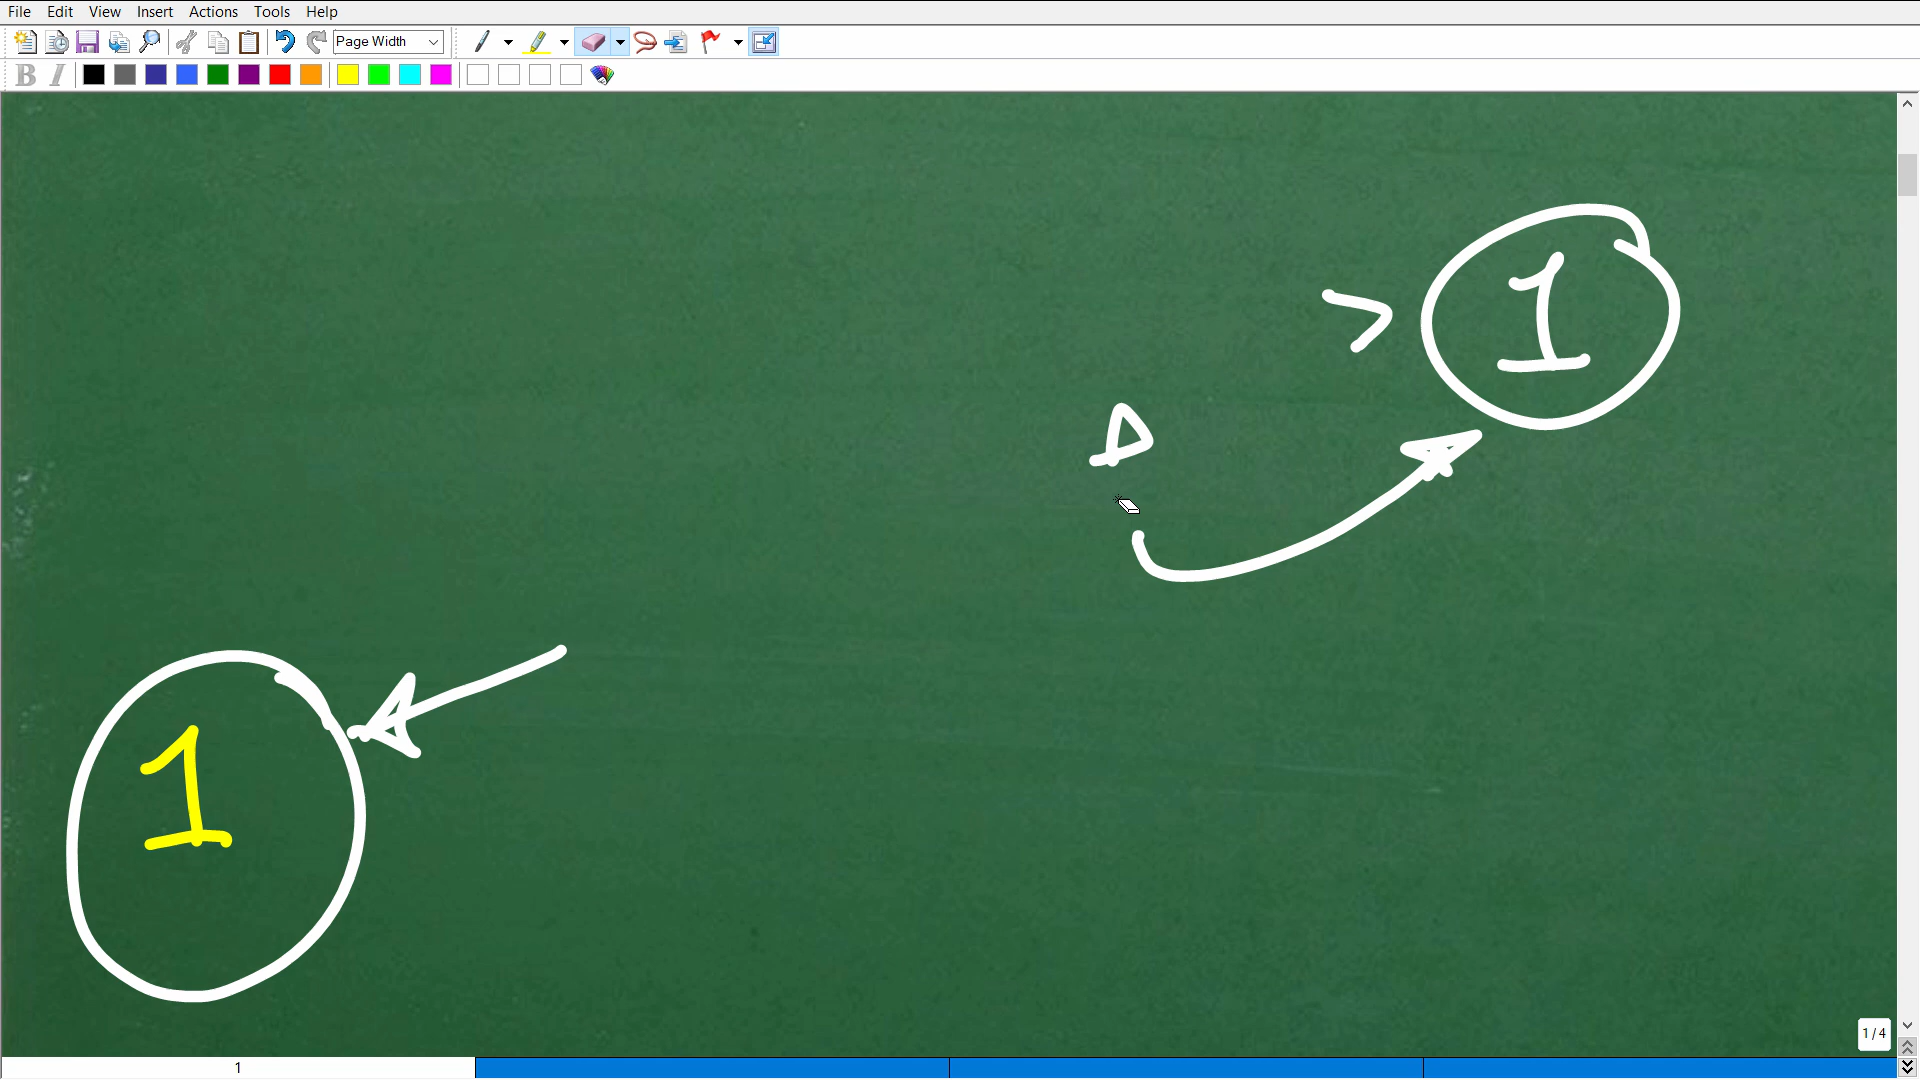 File Edit View Insert Actions Tools Help
Page Width
B I
> 1
1
1 / 4
1